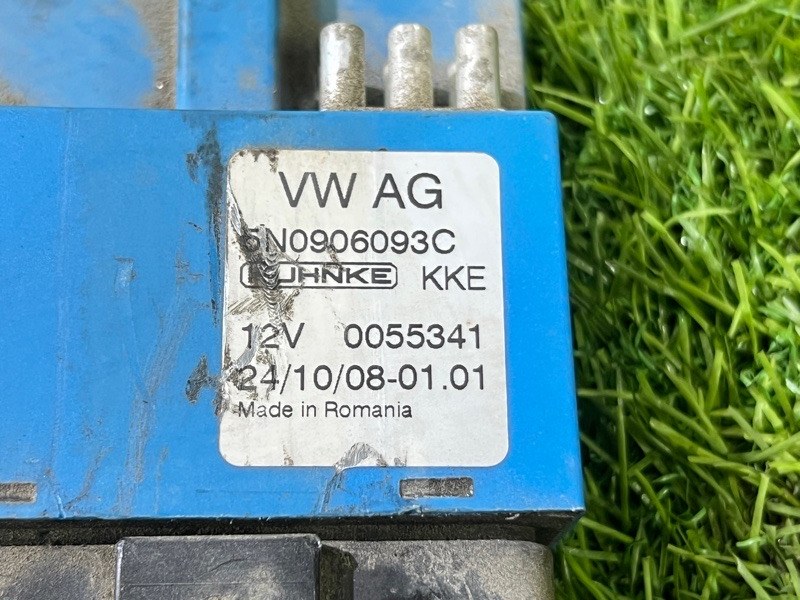 VW AG
5N0906093C
KUHNKE KKE
12V 0055341
24/10/08-01.01
Made in Romania